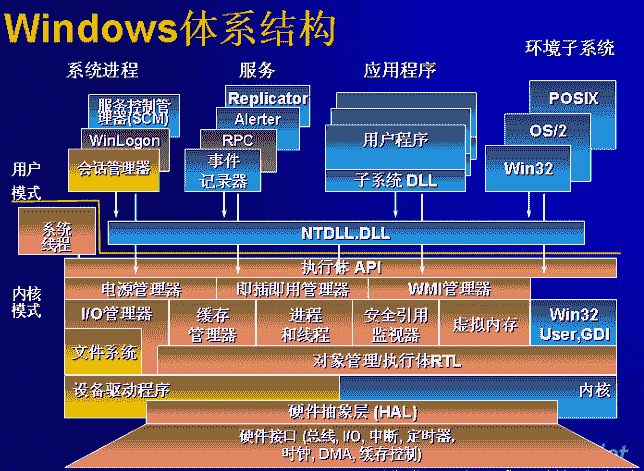 Windows体系结构
系统进程
服务
应用程序
环境子系统
服务控制管
理器(SCM)
WinLogon
会话管理器
Replicator
Alerter
RPC
事件
记录器
用户程序
子系统 DLL
POSIX
OS/2
Win32
用户
模式
NTDLL.DLL
系统
线程
内核
模式
执行体 API
电源管理器
即插即用管理器
WMI管理器
I/O管理器
缓存
管理器
进程
和线程
安全引用
监视器
虚拟内存
Win32
User,GDI
文件系统
对象管理/执行体RTL
设备驱动程序
内核
硬件抽象层 (HAL)
硬件接口 (总线, I/O, 中断, 定时器,
时钟, DMA, 缓存控制)